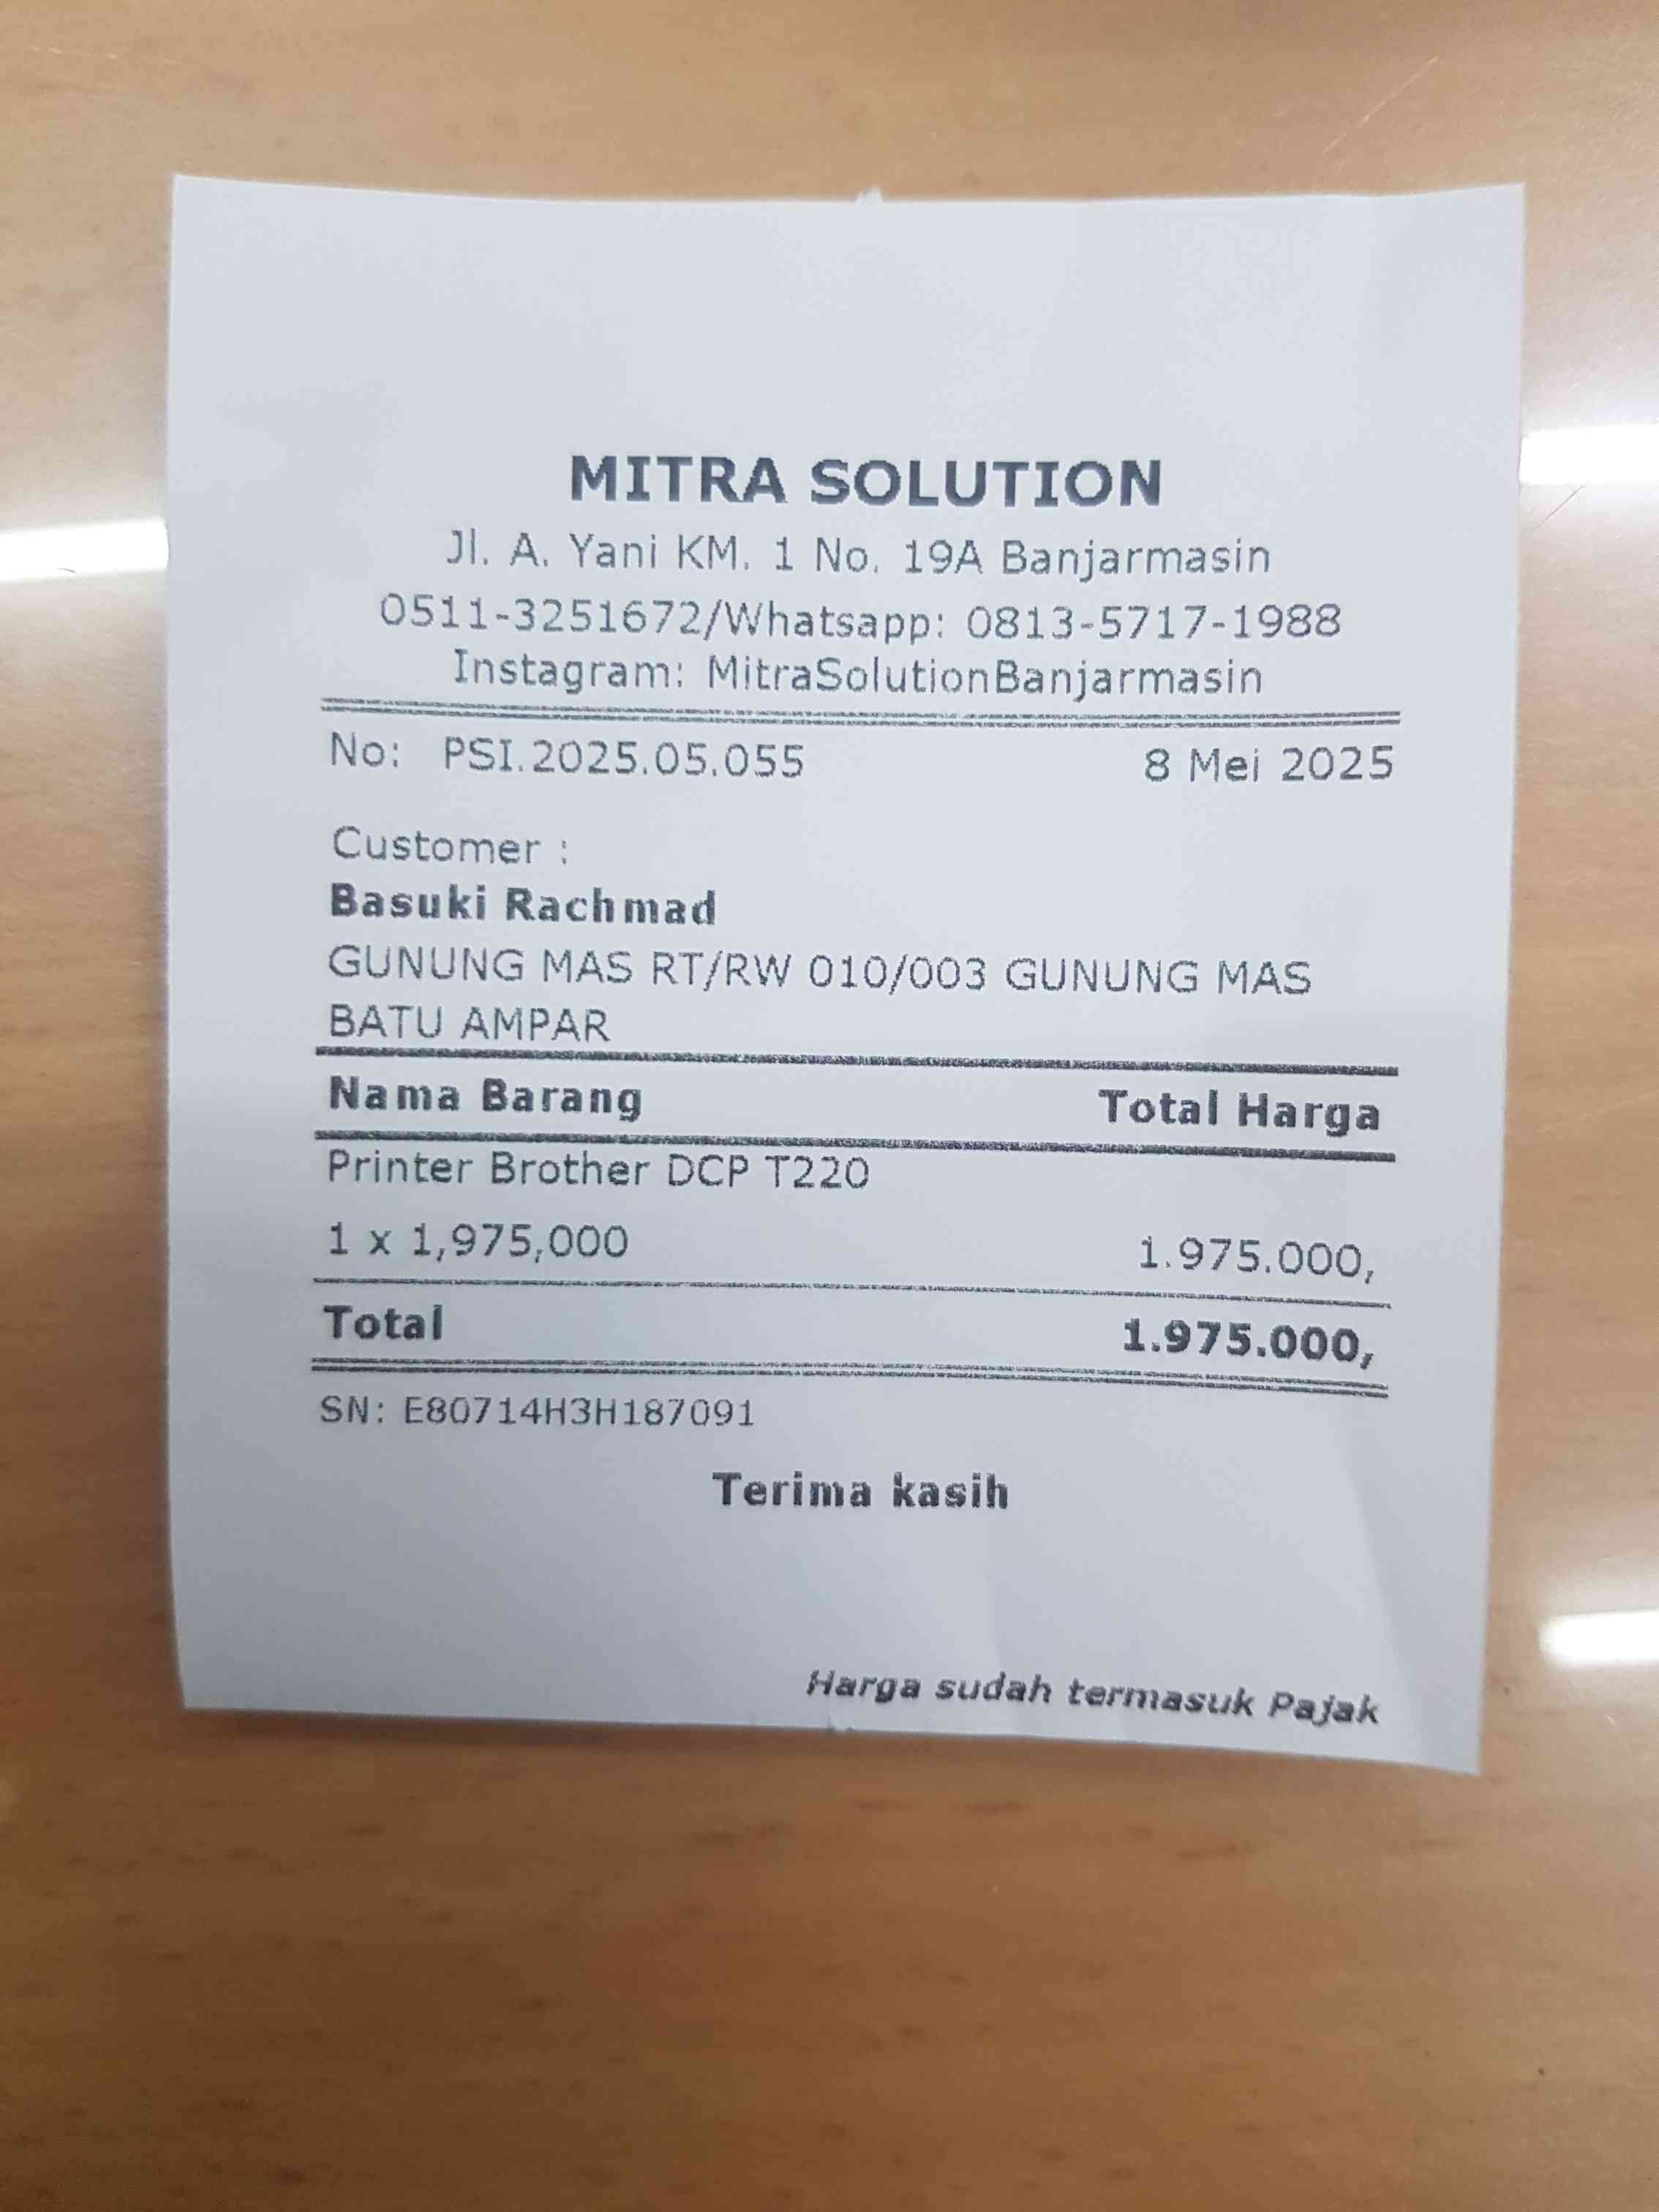 MITRA SOLUTION
Jl. A. Yani KM. 1 No. 19A Banjarmasin
0511-3251672/Whatsapp: 0813-5717-1988
Instagram: MitraSolutionBanjarmasin
No: PSI.2025.05.055 8 Mei 2025
Customer :
Basuki Rachmad
GUNUNG MAS RT/RW 010/003 GUNUNG MAS
BATU AMPAR
Nama Barang Total Harga
Printer Brother DCP T220
1 x 1,975,000 1.975.000,
Total 1.975.000,
SN: E80714H3H187091
Terima kasih
Harga sudah termasuk Pajak